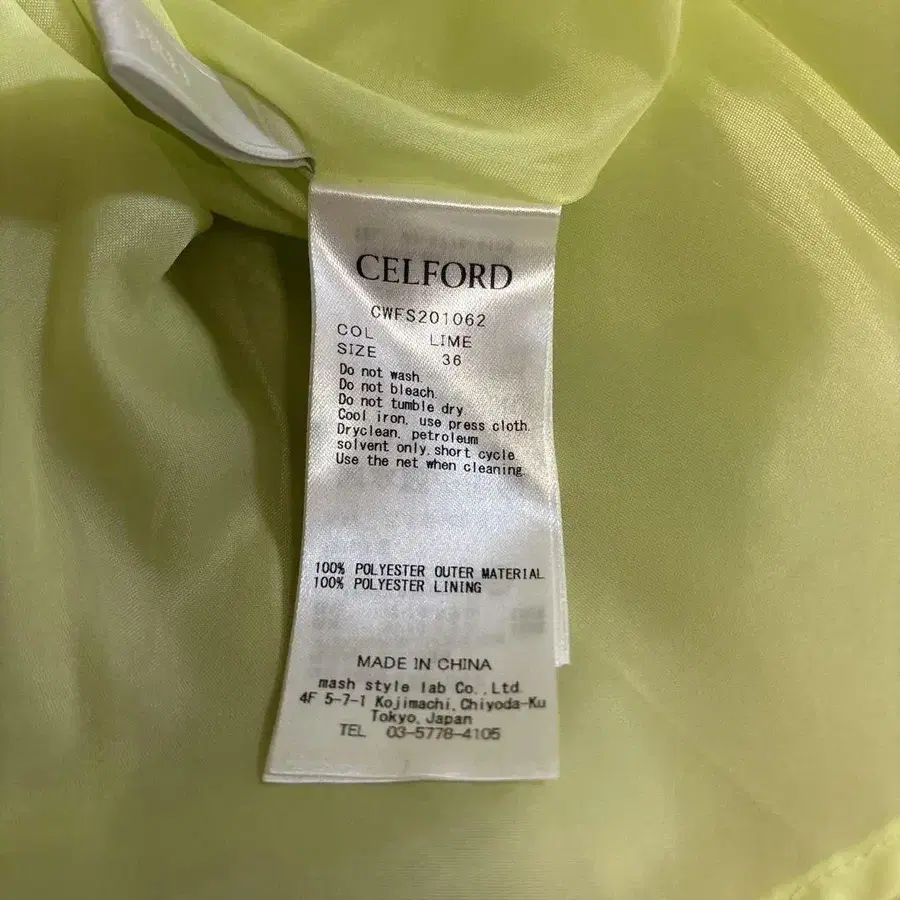 CELFORD
CWFS201062
COL LIME
SIZE 36
Do not wash.
Do not bleach.
Do not tumble dry.
Cool iron, use press cloth.
Dryclean, petroleum
solvent only, short cycle.
Use the net when cleaning.
100% POLYESTER OUTER MATERIAL
100% POLYESTER LINING
MADE IN CHINA
mash style lab Co.,Ltd.
4F 5-7-1 Kojimachi,Chiyoda-Ku
Tokyo,Japan
TEL 03-5778-4105